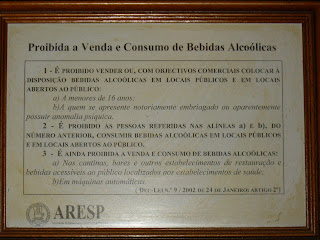 Proibida a Venda e Consumo de Bebidas Alcoólicas
1 - É PROIBIDO VENDER OU, COM OBJECTIVOS COMERCIAIS COLOCAR À
DISPOSIÇÃO BEBIDAS ALCOÓLICAS EM LOCAIS PÚBLICOS E EM LOCAIS
ABERTOS AO PÚBLICO:
a) A menores de 16 anos;
b) A quem se apresente notoriamente embriagado ou aparentemente
possuir anomalia psíquica.
2 - É PROIBIDO ÀS PESSOAS REFERIDAS NAS ALÍNEAS a) E b), DO
NÚMERO ANTERIOR, CONSUMIR BEBIDAS ALCOÓLICAS EM LOCAIS PÚBLICOS
E EM LOCAIS ABERTOS AO PÚBLICO.
3 - É AINDA PROIBIDA A VENDA E CONSUMO DE BEBIDAS ALCOÓLICAS:
a) Nas cantinas, bares e outros estabelecimentos de restauração e
bebidas acessíveis ao público localizados nos estabelecimentos de saúde;
b) Em máquinas automáticas.
9 / 2002 DE 24 DE JANEIRO ARTIGO 2º)
ARESP